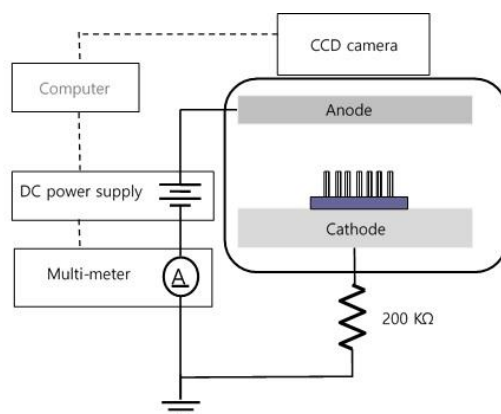 CCD camera
Computer
Anode
DC power supply
Cathode
Multi-meter
A
200 KΩ